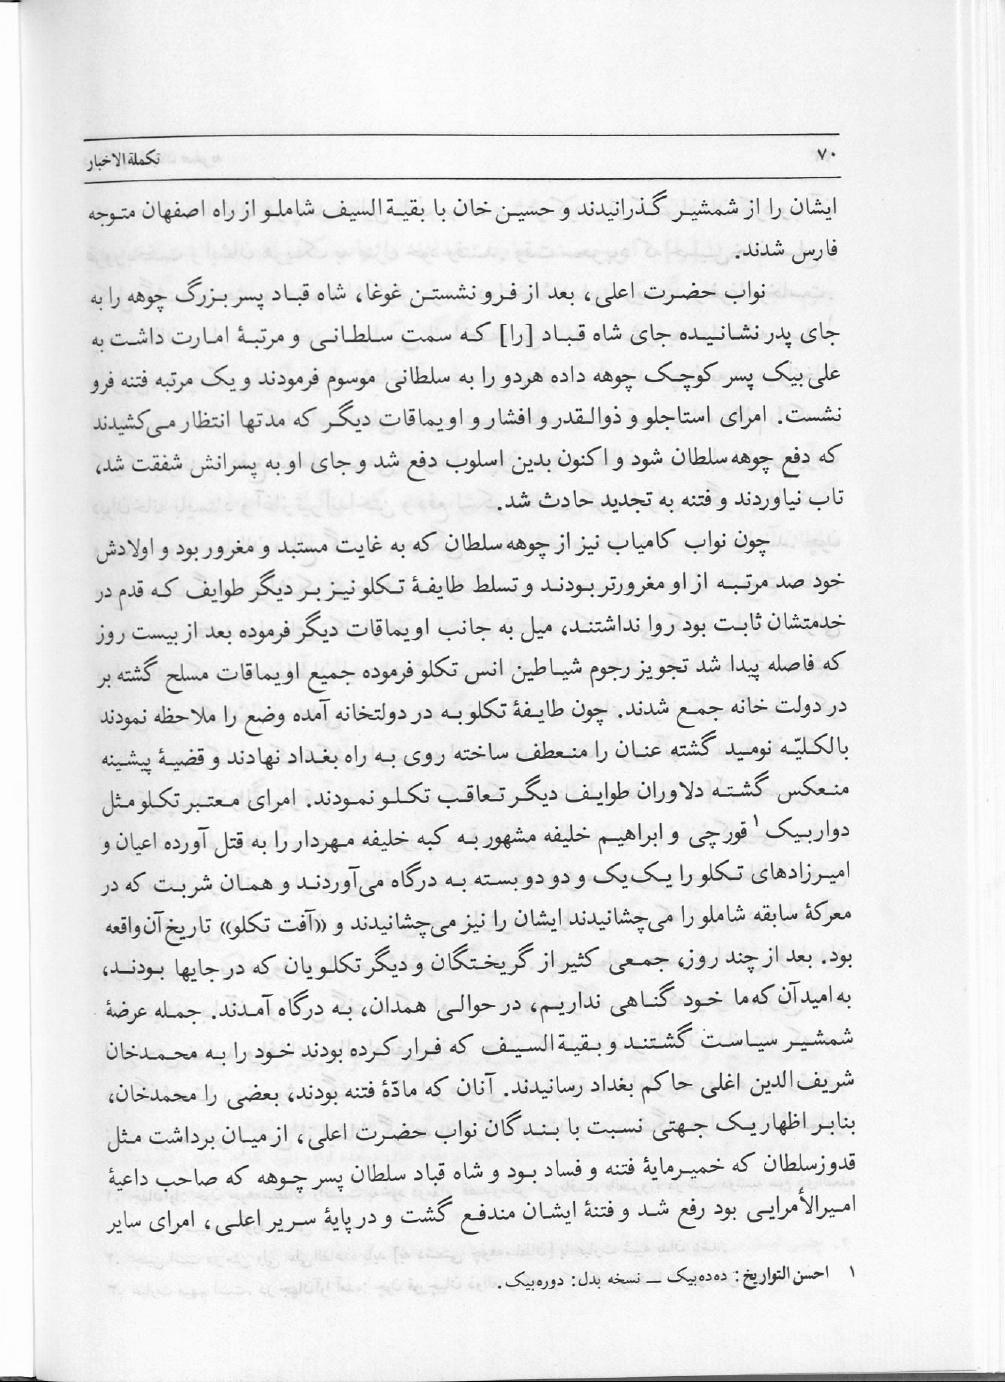 ۷۰ تکملة الاخبار
ایشان را از شمشیر گذرانیدند و حسین خان با بقیة السیف شاملو از راه اصفهان متوجه
فارس شدند.
نواب حضرت اعلی، بعد از فرو نشستن غوغا، شاه قباد پسر بزرگ چوهه را به
جای پدر نشانیده جای شاه قباد [را] که سمت سلطانی و مرتبهٔ امارت داشت به
علی بیک پسر کوچک چوهه داده هردو را به سلطانی موسوم فرمودند و یک مرتبه فتنه فرو
نشست. امرای استاجلو و ذوالقدر و افشار و اویماقات دیگر که مدتها انتظار می‌کشیدند
که دفع چوهه سلطان شود و اکنون بدین اسلوب دفع شد و جای او به پسرانش شفقت شد،
تاب نیاوردند و فتنه به تجدید حادث شد.
چون نواب کامیاب نیز از چوهه سلطان که به غایت مستبد و مغرور بود و اولادش
خود صد مرتبه از او مغرورتر بودند و تسلط طایفهٔ تکلو نیز بر دیگر طوایف که قدم در
خدمتشان ثابت بود روا نداشتند، میل به جانب اویماقات دیگر فرموده بعد از بیست روز
که فاصله پیدا شد تجویز رجوم شیاطین انس تکلو فرموده جمیع اویماقات مسلح گشته بر
در دولت خانه جمع شدند. چون طایفهٔ تکلو به در دولتخانه آمده وضع را ملاحظه نمودند
بالکلیّه نومید گشته عنان را منعطف ساخته روی به راه بغداد نهادند و قضیهٔ پیشینه
منعکس گشته دلاوران طوایف دیگر تعاقب تکلو نمودند. امرای معتبر تکلو مثل
دوار بیک۱ قورچی و ابراهیم خلیفه مشهور به کبه خلیفه مهردار را به قتل آورده اعیان و
امیرزادهای تکلو را یک یک و دو دو بسته به درگاه می‌آوردند و همان شربت که در
معرکهٔ سابقه شاملو را می‌چشانیدند ایشان را نیز می‌چشانیدند و «آفت تکلو» تاریخ آن واقعه
بود. بعد از چند روز، جمعی کثیر از گریختگان و دیگر تکلویان که در جایها بودند،
به امید آن که ما خود گناهی نداریم، در حوالی همدان، به درگاه آمدند. جمله عرضهٔ
شمشیر سیاست گشتند و بقیة السیف که فرار کرده بودند خود را به محمدخان
شریف الدین اغلی حاکم بغداد رسانیدند. آنان که مادّهٔ فتنه بودند، بعضی را محمدخان،
بنابر اظهار یک جهتی نسبت با بندگان نواب حضرت اعلی، از میان برداشت مثل
قدوز سلطان که خمیرمایهٔ فتنه و فساد بود و شاه قباد سلطان پسر چوهه که صاحب داعیهٔ
امیرالأمرایی بود رفع شد و فتنهٔ ایشان مندفع گشت و در پایهٔ سریر اعلی، امرای سایر
۱ احسن التواریخ: ده ده بیک ــ نسخه بدل: دوره بیک.